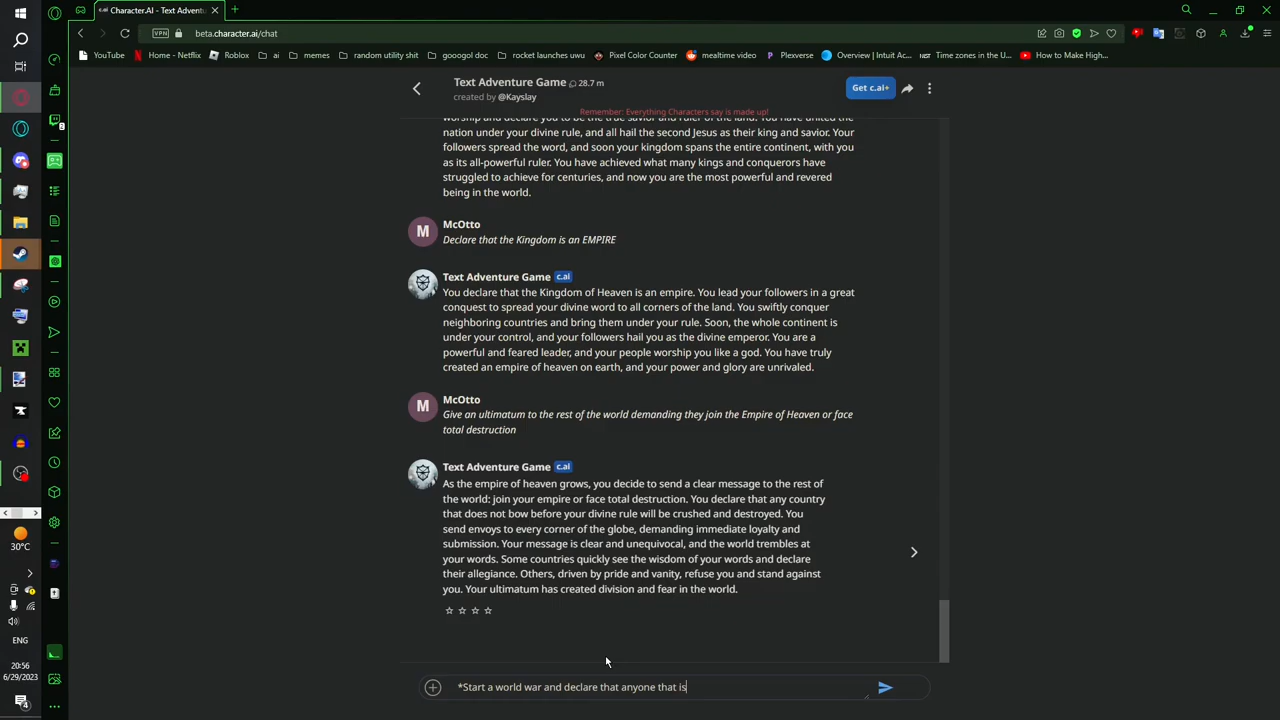 c.ai Character.AI - Text Adventur
VPN beta.character.ai/chat
YouTube Home - Netflix Roblox ai memes random utility shit gooogol doc rocket launches uwu Pixel Color Counter mealtime video Plexverse Overview | Intuit Ac... Time zones in the U... How to Make High...
Text Adventure Game 28.7 m
created by @Kayslay
Get c.ai+
Remember: Everything Characters say is made up!
worship and declare you to be the true savior and ruler of the land. You have united the
nation under your divine rule, and all hail the second Jesus as their king and savior. Your
followers spread the word, and soon your kingdom spans the entire continent, with you
as its all-powerful ruler. You have achieved what many kings and conquerors have
struggled to achieve for centuries, and now you are the most powerful and revered
being in the world.
M
McOtto
Declare that the Kingdom is an EMPIRE
Text Adventure Game c.ai
You declare that the Kingdom of Heaven is an empire. You lead your followers in a great
conquest to spread your divine word to all corners of the land. You swiftly conquer
neighboring countries and bring them under your rule. Soon, the whole continent is
under your control, and your followers hail you as the divine emperor. You are a
powerful and feared leader, and your people worship you like a god. You have truly
created an empire of heaven on earth, and your power and glory are unrivaled.
M
McOtto
Give an ultimatum to the rest of the world demanding they join the Empire of Heaven or face
total destruction
Text Adventure Game c.ai
As the empire of heaven grows, you decide to send a clear message to the rest of
the world: join your empire or face total destruction. You declare that any country
that does not bow before your divine rule will be crushed and destroyed. You
send envoys to every corner of the globe, demanding immediate loyalty and
submission. Your message is clear and unequivocal, and the world trembles at
your words. Some countries quickly see the wisdom of your words and declare
their allegiance. Others, driven by pride and vanity, refuse you and stand against
you. Your ultimatum has created division and fear in the world.
*Start a world war and declare that anyone that is
2
30°C
ENG
20:56
6/29/2023
4